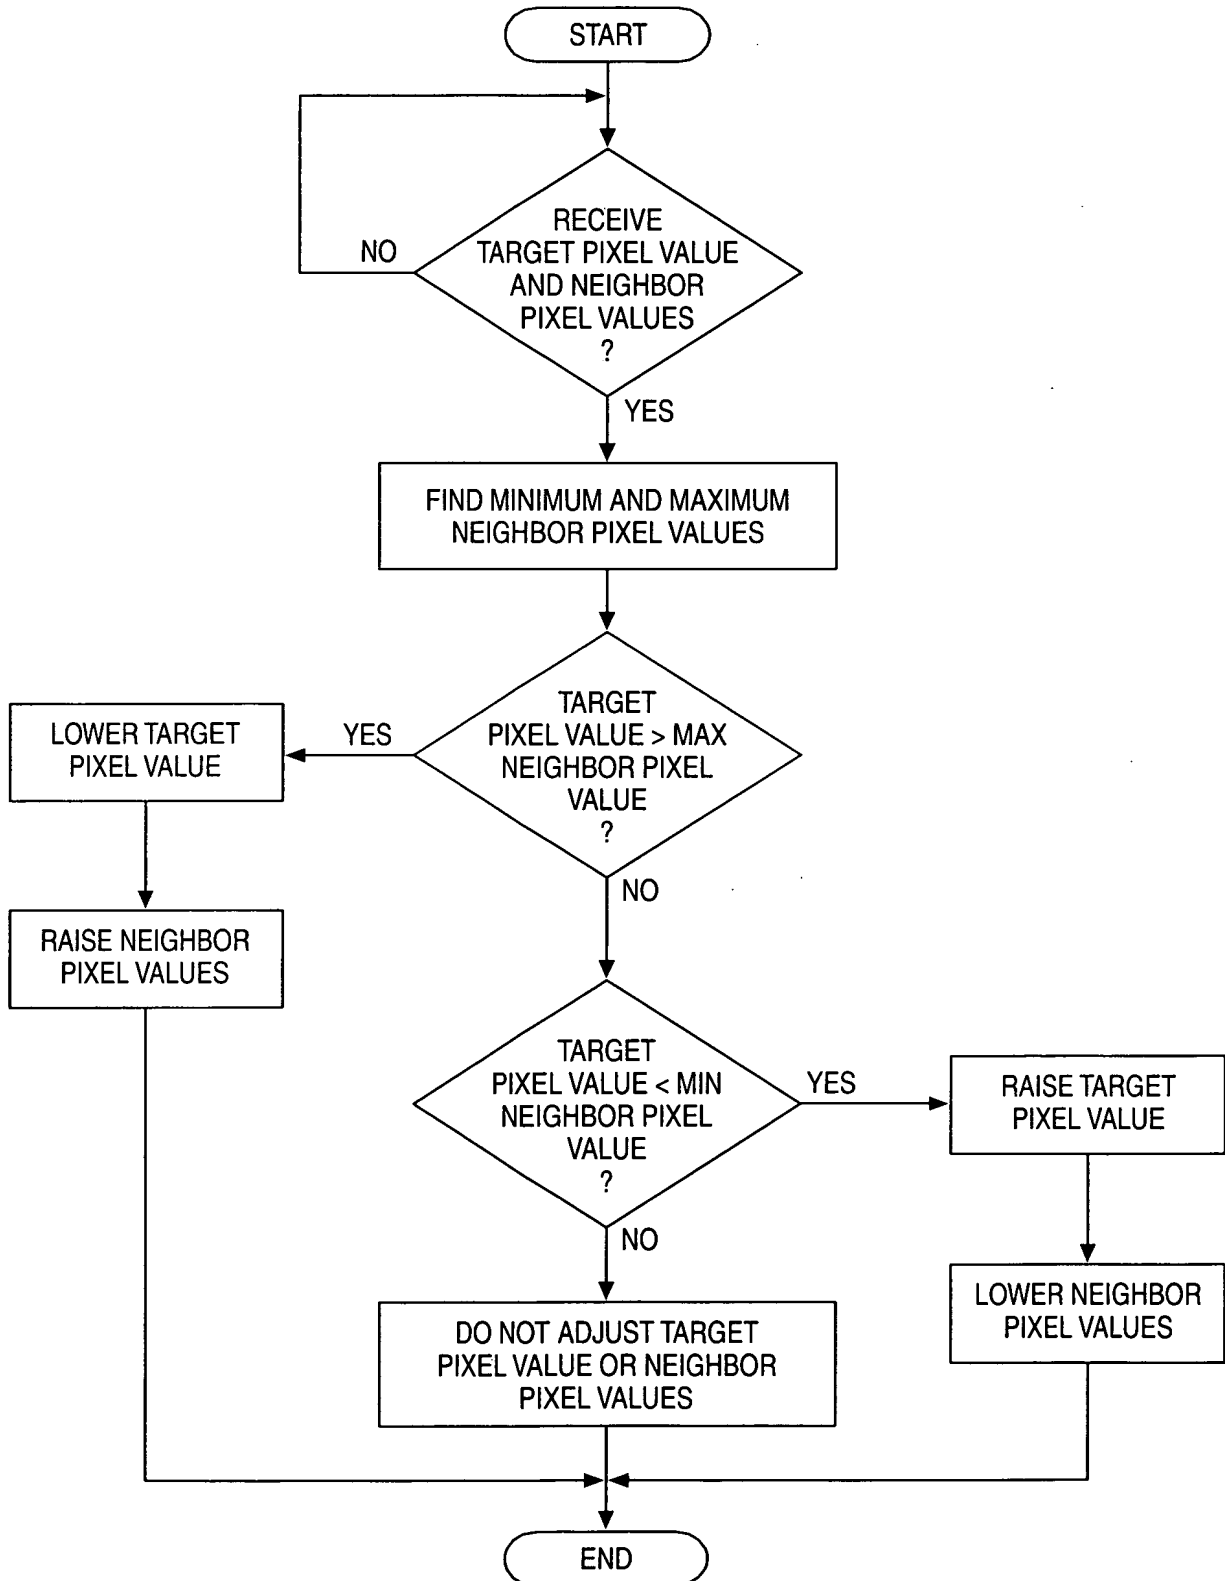 START
RECEIVE
TARGET PIXEL VALUE
AND NEIGHBOR
PIXEL VALUES
?
NO
YES
FIND MINIMUM AND MAXIMUM
NEIGHBOR PIXEL VALUES
TARGET
PIXEL VALUE > MAX
NEIGHBOR PIXEL
VALUE
?
YES
LOWER TARGET
PIXEL VALUE
RAISE NEIGHBOR
PIXEL VALUES
NO
TARGET
PIXEL VALUE < MIN
NEIGHBOR PIXEL
VALUE
?
YES
RAISE TARGET
PIXEL VALUE
LOWER NEIGHBOR
PIXEL VALUES
NO
DO NOT ADJUST TARGET
PIXEL VALUE OR NEIGHBOR
PIXEL VALUES
END